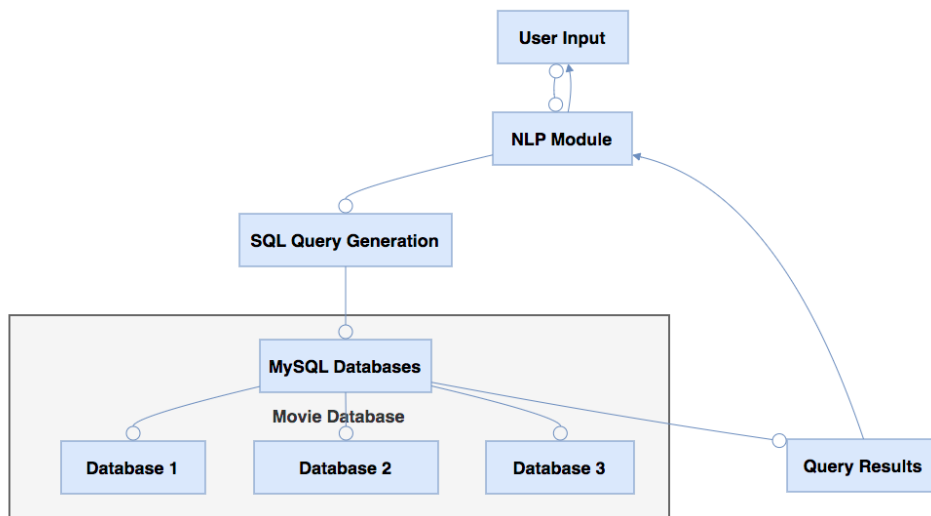 User Input
NLP Module
SQL Query Generation
MySQL Databases
Movie Database
Database 1
Database 2
Database 3
Query Results